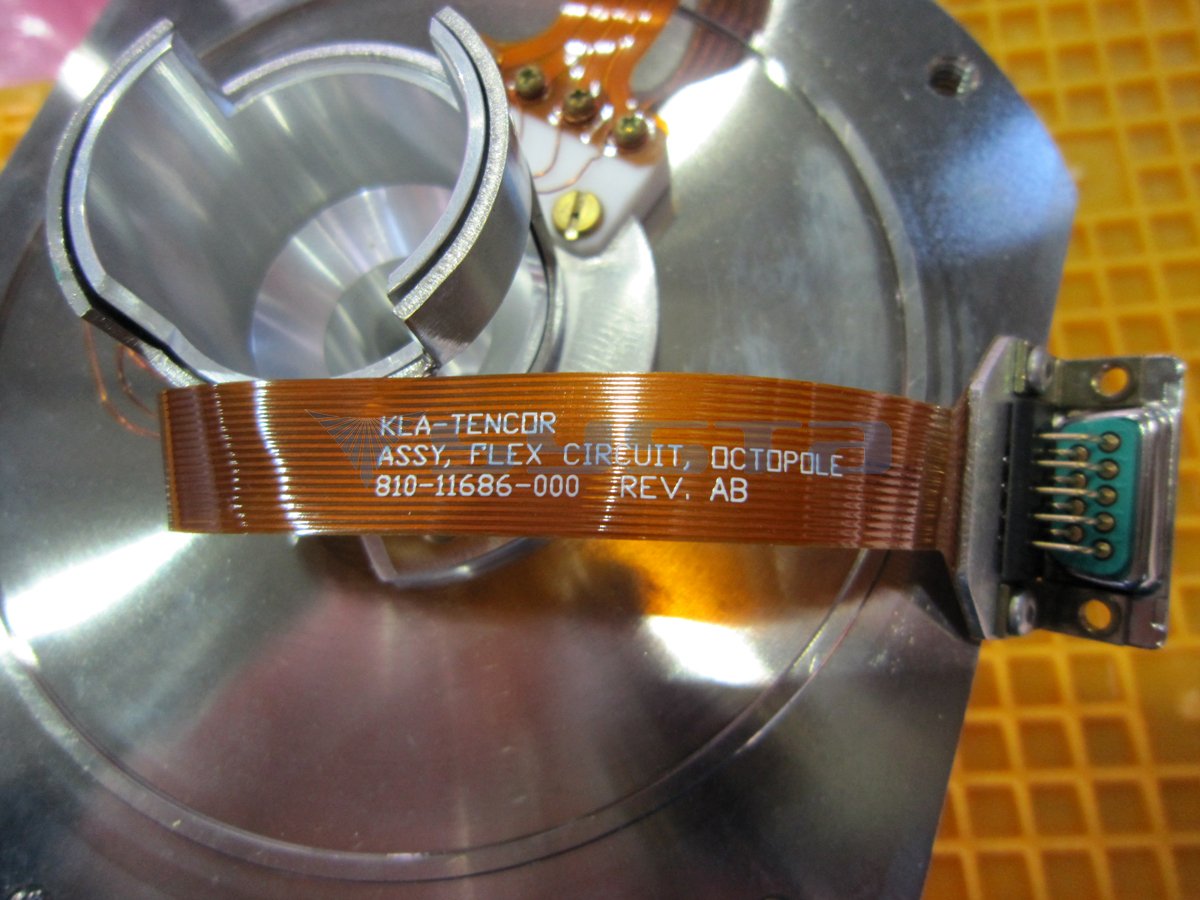 KLA-TENCOR
ASSY, FLEX CIRCUIT, OCTOPOLE
810-11686-000 REV. AB